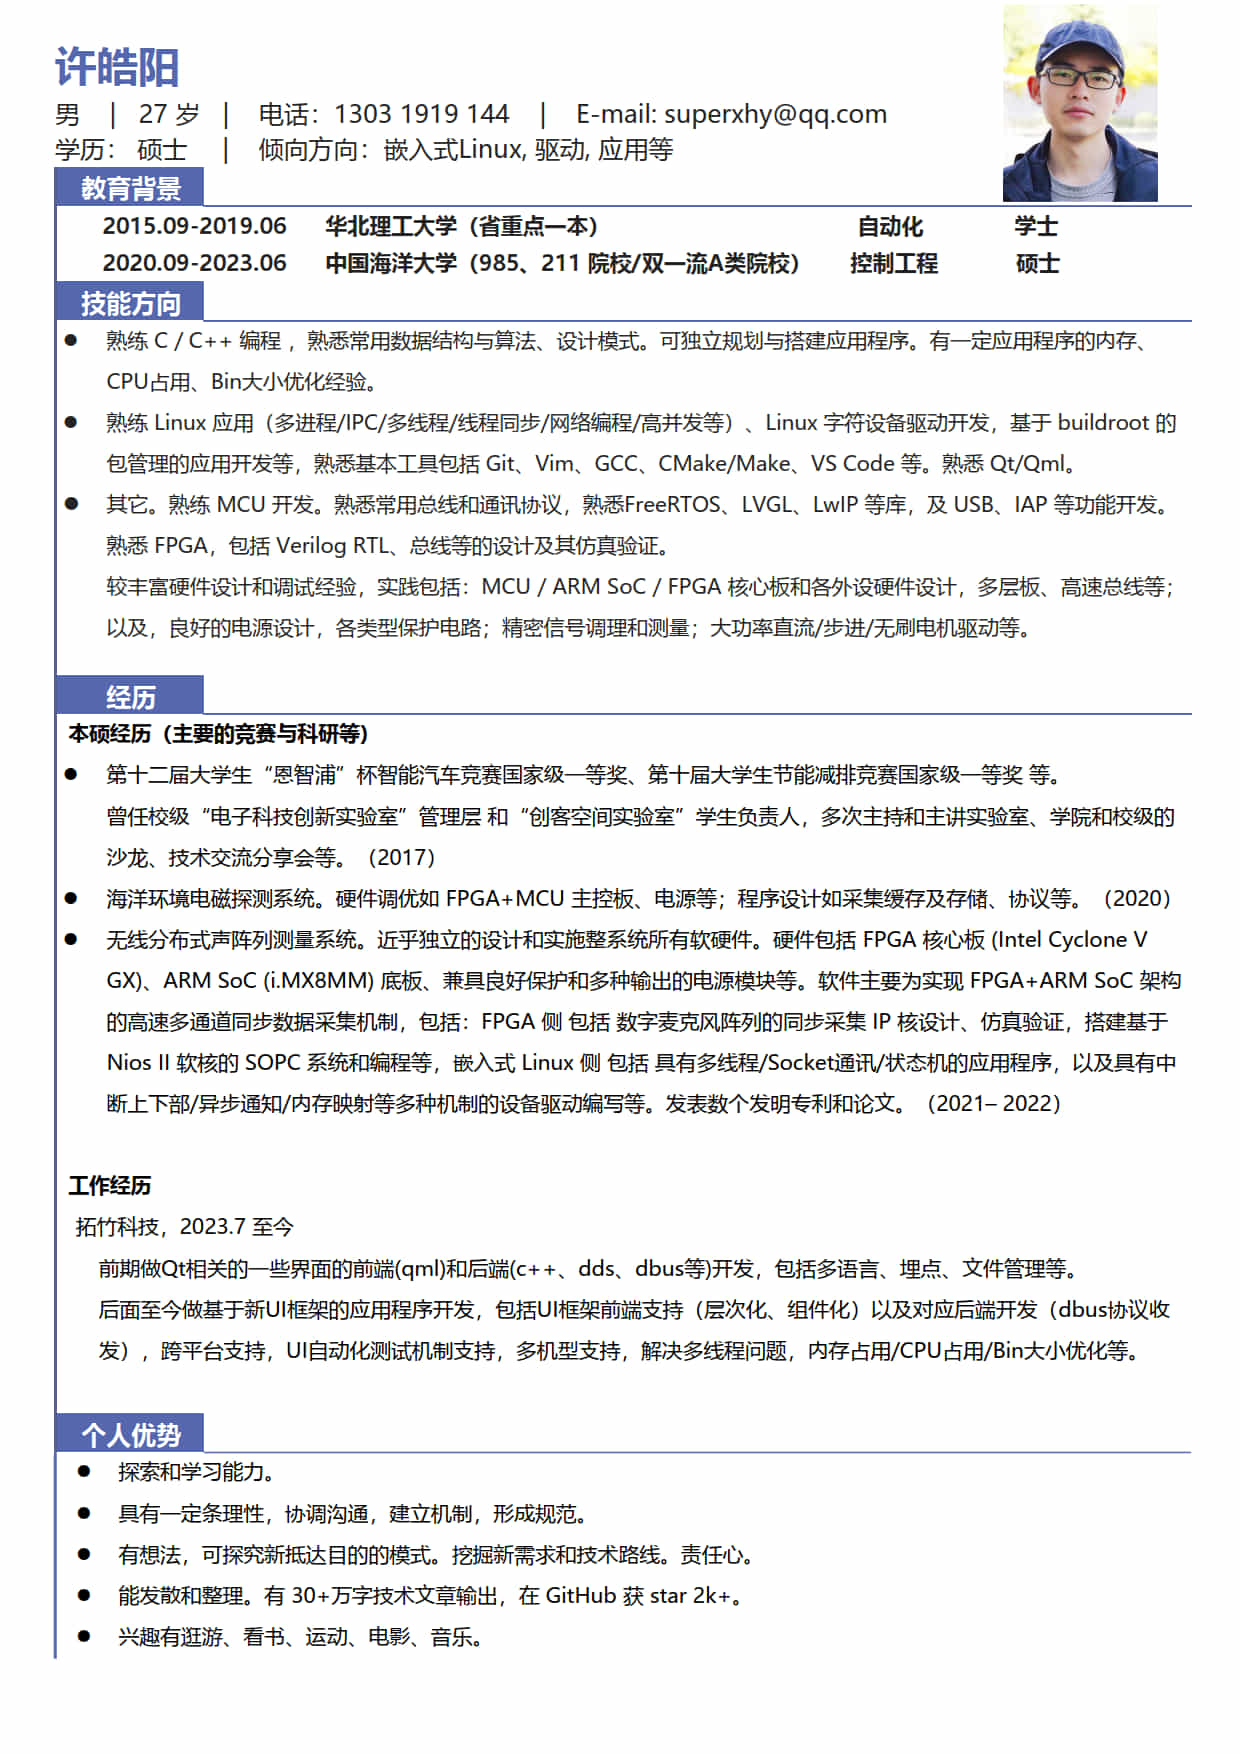 许皓阳
男 | 27 岁 | 电话：1303 1919 144 | E-mail: superxhy@qq.com
学历： 硕士 | 倾向方向：嵌入式Linux, 驱动, 应用等
教育背景
2015.09-2019.06 华北理工大学（省重点一本） 自动化 学士
2020.09-2023.06 中国海洋大学（985、211 院校/双一流A类院校） 控制工程 硕士
技能方向
● 熟练 C / C++ 编程 ，熟悉常用数据结构与算法、设计模式。可独立规划与搭建应用程序。有一定应用程序的内存、
CPU占用、Bin大小优化经验。
● 熟练 Linux 应用（多进程/IPC/多线程/线程同步/网络编程/高并发等）、Linux 字符设备驱动开发，基于 buildroot 的
包管理的应用开发等，熟悉基本工具包括 Git、Vim、GCC、CMake/Make、VS Code 等。熟悉 Qt/Qml。
● 其它。熟练 MCU 开发。熟悉常用总线和通讯协议，熟悉FreeRTOS、LVGL、LwIP 等库，及 USB、IAP 等功能开发。
熟悉 FPGA，包括 Verilog RTL、总线等的设计及其仿真验证。
较丰富硬件设计和调试经验，实践包括：MCU / ARM SoC / FPGA 核心板和各外设硬件设计，多层板、高速总线等；
以及，良好的电源设计，各类型保护电路；精密信号调理和测量；大功率直流/步进/无刷电机驱动等。
经历
本硕经历（主要的竞赛与科研等）
● 第十二届大学生“恩智浦”杯智能汽车竞赛国家级一等奖、第十届大学生节能减排竞赛国家级一等奖 等。
曾任校级“电子科技创新实验室”管理层 和“创客空间实验室”学生负责人，多次主持和主讲实验室、学院和校级的
沙龙、技术交流分享会等。（2017）
● 海洋环境电磁探测系统。硬件调优如 FPGA+MCU 主控板、电源等；程序设计如采集缓存及存储、协议等。（2020）
● 无线分布式声阵列测量系统。近乎独立的设计和实施整系统所有软硬件。硬件包括 FPGA 核心板 (Intel Cyclone V
GX)、ARM SoC (i.MX8MM) 底板、兼具良好保护和多种输出的电源模块等。软件主要为实现 FPGA+ARM SoC 架构
的高速多通道同步数据采集机制，包括：FPGA 侧 包括 数字麦克风阵列的同步采集 IP 核设计、仿真验证，搭建基于
Nios II 软核的 SOPC 系统和编程等，嵌入式 Linux 侧 包括 具有多线程/Socket通讯/状态机的应用程序，以及具有中
断上下部/异步通知/内存映射等多种机制的设备驱动编写等。发表数个发明专利和论文。（2021– 2022）
工作经历
拓竹科技，2023.7 至今
前期做Qt相关的一些界面的前端(qml)和后端(c++、dds、dbus等)开发，包括多语言、埋点、文件管理等。
后面至今做基于新UI框架的应用程序开发，包括UI框架前端支持（层次化、组件化）以及对应后端开发（dbus协议收
发），跨平台支持，UI自动化测试机制支持，多机型支持，解决多线程问题，内存占用/CPU占用/Bin大小优化等。
个人优势
● 探索和学习能力。
● 具有一定条理性，协调沟通，建立机制，形成规范。
● 有想法，可探究新抵达目的的模式。挖掘新需求和技术路线。责任心。
● 能发散和整理。有 30+万字技术文章输出，在 GitHub 获 star 2k+。
● 兴趣有逛游、看书、运动、电影、音乐。